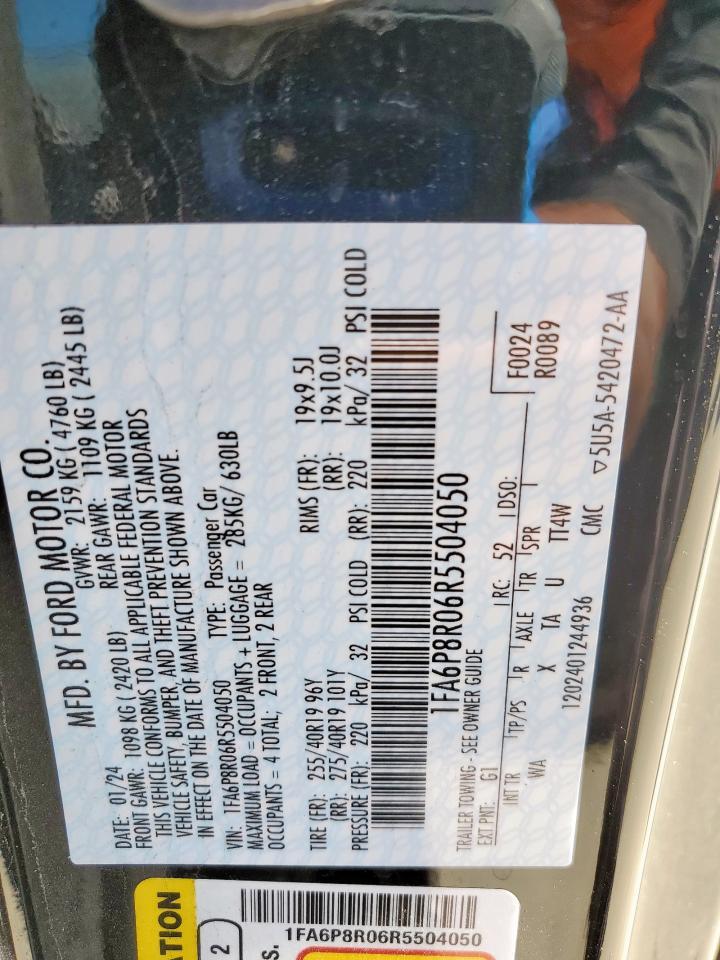 MFD. BY FORD MOTOR CO.
DATE: 01/24 GVWR: 2159 KG ( 4760 LB)
FRONT GAWR: 1098 KG ( 2420 LB) REAR GAWR: 1109 KG ( 2445 LB)
THIS VEHICLE CONFORMS TO ALL APPLICABLE FEDERAL MOTOR
VEHICLE SAFETY, BUMPER, AND THEFT PREVENTION STANDARDS
IN EFFECT ON THE DATE OF MANUFACTURE SHOWN ABOVE.
VIN: 1FA6P8R06R5504050 TYPE: Passenger Car
MAXIMUM LOAD = OCCUPANTS + LUGGAGE = 285KG/ 630LB
OCCUPANTS = 4 TOTAL; 2 FRONT, 2 REAR
TIRE (FR): 255/40R19 96Y RIMS (FR): 19x9.5J
(RR): 275/40R19 101Y (RR): 19x10.0J
PRESSURE (FR): 220 kPa/ 32 PSI COLD (RR): 220 kPa/ 32 PSI COLD
1FA6P8R06R5504050
TRAILER TOWING - SEE OWNER GUIDE F0024
EXT PNT: G1 RC: 52 DSO: R0089
INT TR TP/PS R AXLE TR SPR
WA X TA U TT4W
1202401244936 CMC ▽5U5A-5420472-AA
ATION
2
S.
1FA6P8R06R5504050